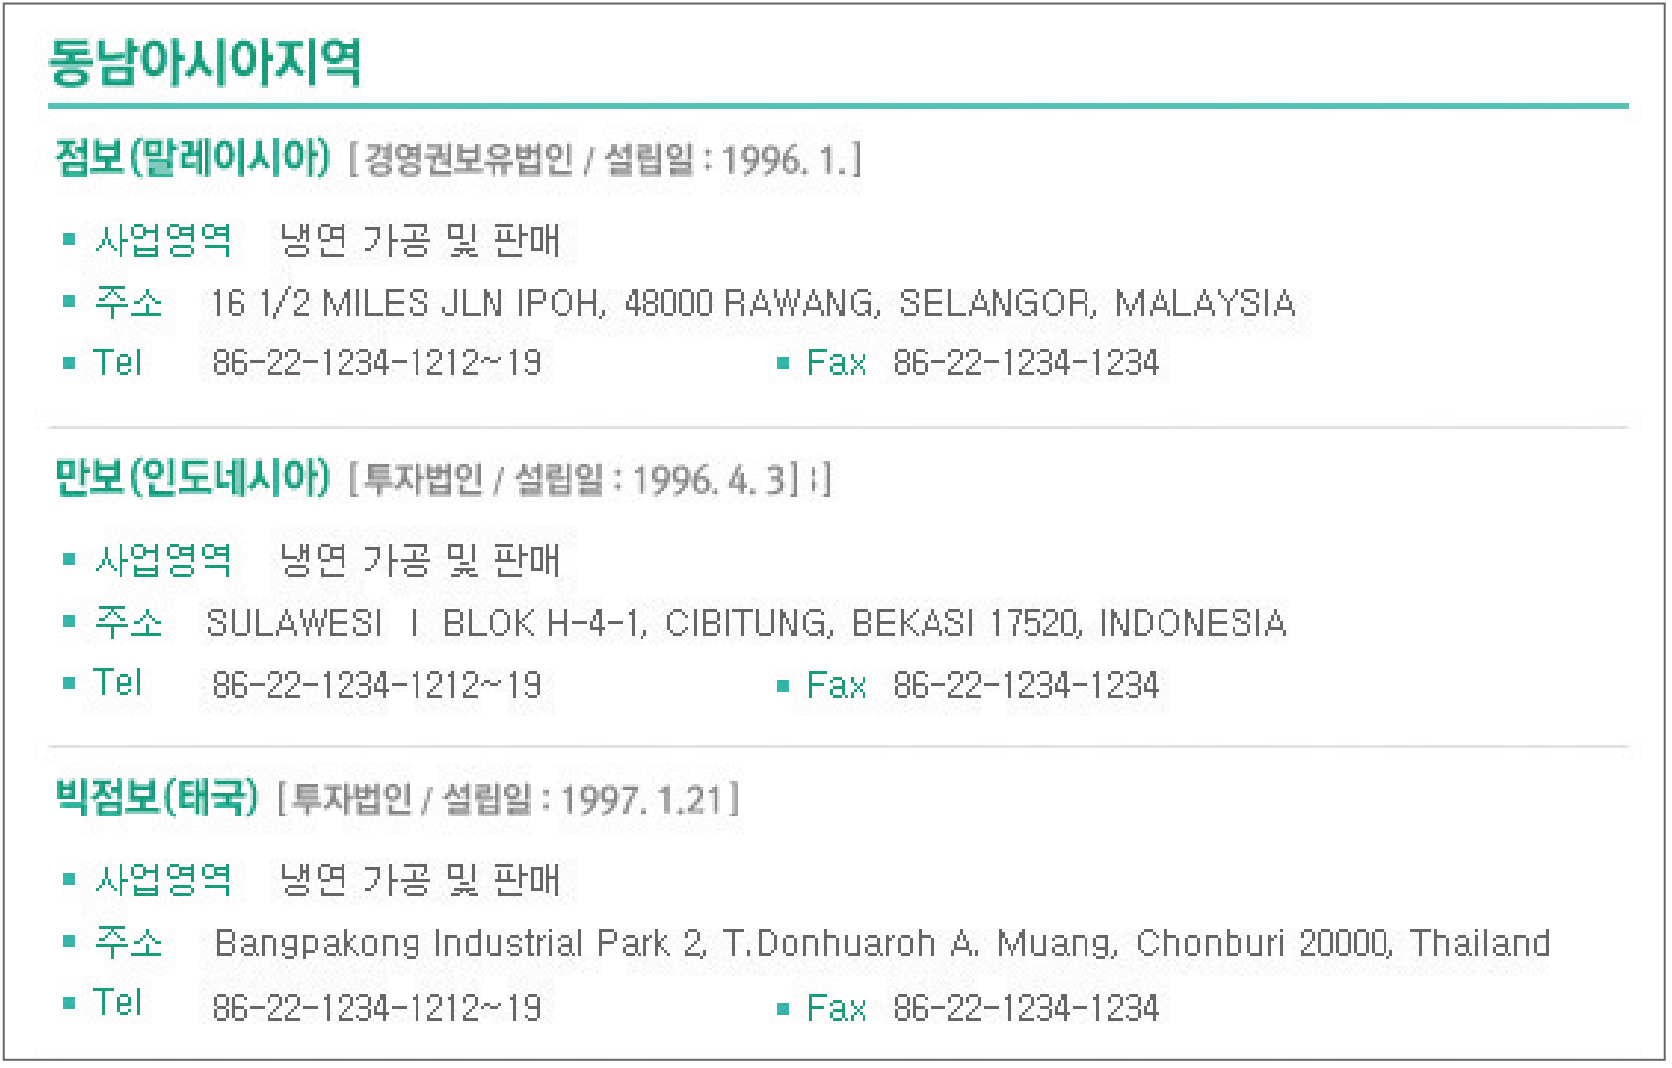 동남아시아지역
점보(말레이시아) [경영권보유법인 / 설립일 : 1996. 1.]
▪ 사업영역 냉연 가공 및 판매
▪ 주소 16 1/2 MILES JLN IPOH, 48000 RAWANG, SELANGOR, MALAYSIA
▪ Tel 86-22-1234-1212~19 ▪ Fax 86-22-1234-1234
만보(인도네시아) [투자법인 / 설립일 : 1996. 4. 3] ¦]
▪ 사업영역 냉연 가공 및 판매
▪ 주소 SULAWESI I BLOK H-4-1, CIBITUNG, BEKASI 17520, INDONESIA
▪ Tel 86-22-1234-1212~19 ▪ Fax 86-22-1234-1234
빅점보(태국) [투자법인 / 설립일 : 1997. 1.21]
▪ 사업영역 냉연 가공 및 판매
▪ 주소 Bangpakong Industrial Park 2, T.Donhuaroh A. Muang, Chonburi 20000, Thailand
▪ Tel 86-22-1234-1212~19 ▪ Fax 86-22-1234-1234